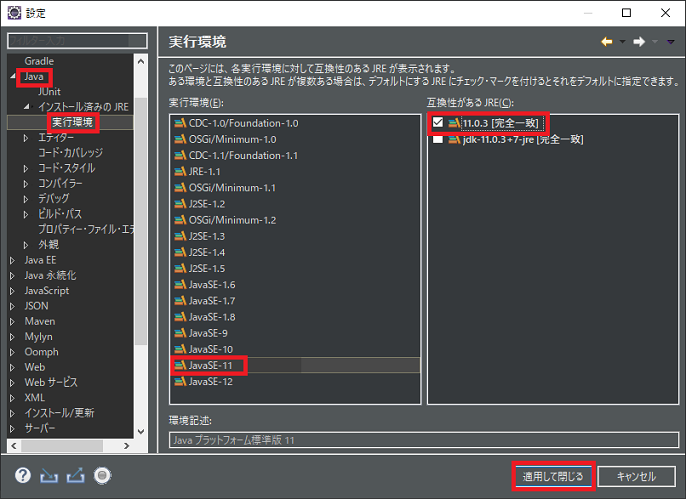 設定
フィルター入力
Gradle
Java
JUnit
インストール済みの JRE
実行環境
エディター
コード・カバレッジ
コード・スタイル
コンパイラー
デバッグ
ビルド・パス
プロパティー・ファイル・エデ
外観
Java EE
Java 永続化
JavaScript
JSON
Maven
Mylyn
Oomph
Web
Web サービス
XML
インストール/更新
サーバー
実行環境
このページには、各実行環境に対して互換性のある JRE が表示されます。
ある環境と互換性のある JRE が複数ある場合は、デフォルトにする JRE にチェック・マークを付けるとそれをデフォルトに指定できます。
実行環境(E):
CDC-1.0/Foundation-1.0
OSGi/Minimum-1.0
CDC-1.1/Foundation-1.1
JRE-1.1
OSGi/Minimum-1.1
J2SE-1.2
OSGi/Minimum-1.2
J2SE-1.3
J2SE-1.4
J2SE-1.5
JavaSE-1.6
JavaSE-1.7
JavaSE-1.8
JavaSE-9
JavaSE-10
JavaSE-11
JavaSE-12
互換性がある JRE(C):
11.0.3 [完全一致]
jdk-11.0.3+7-jre [完全一致]
環境記述:
Java プラットフォーム標準版 11
適用して閉じる
キャンセル